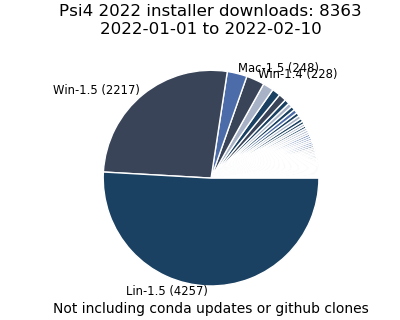 Psi4 2022 installer downloads: 8363
2022-01-01 to 2022-02-10
Mac-1.5 (248)
Win-1.4 (228)
Win-1.5 (2217)
Lin-1.5 (4257)
Not including conda updates or github clones